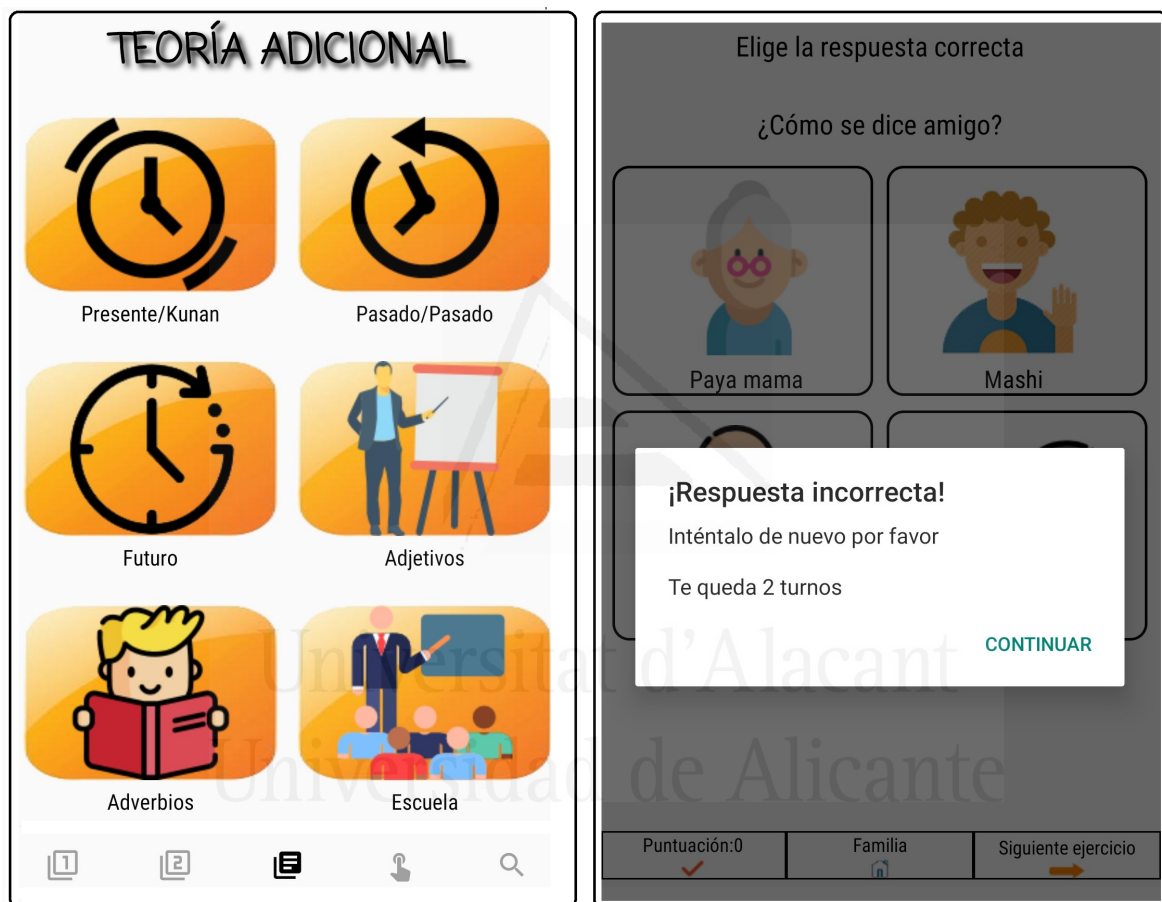 TEORÍA ADICIONAL
Presente/Kunan
Pasado/Pasado
Futuro
Adjetivos
Adverbios
Escuela
1
2
Elige la respuesta correcta
¿Cómo se dice amigo?
Paya mama
Mashi
¡Respuesta incorrecta!
Inténtalo de nuevo por favor
Te queda 2 turnos
CONTINUAR
Puntuación:0
Familia
Siguiente ejercicio
Universitat d'Alacant
Universidad de Alicante